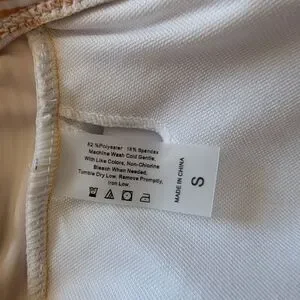 82 %Polyester 18% Spandex
Machine Wash Cold Gentle,
With Like Colors, Non-Chlorine
Bleach When Needed,
Tumble Dry Low, Remove Promptly,
Iron Low.
MADE IN CHINA
S